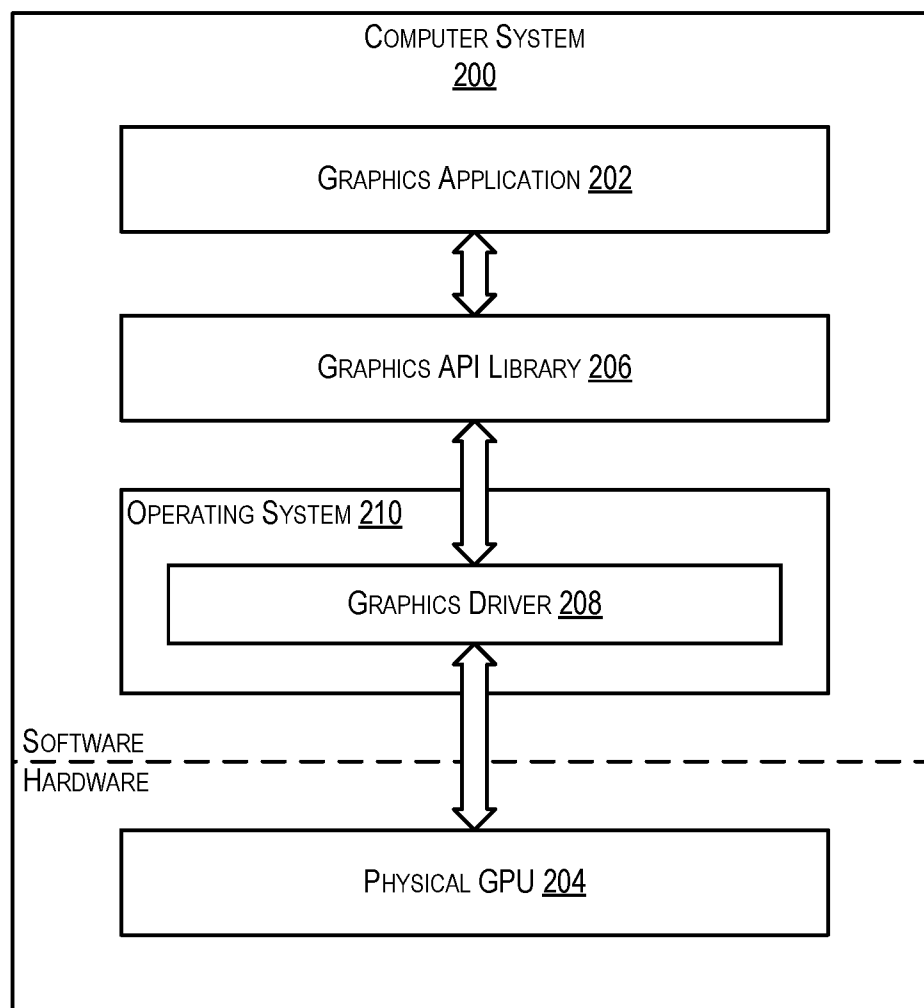 COMPUTER SYSTEM
200
GRAPHICS APPLICATION 202
GRAPHICS API LIBRARY 206
OPERATING SYSTEM 210
GRAPHICS DRIVER 208
SOFTWARE
HARDWARE
PHYSICAL GPU 204